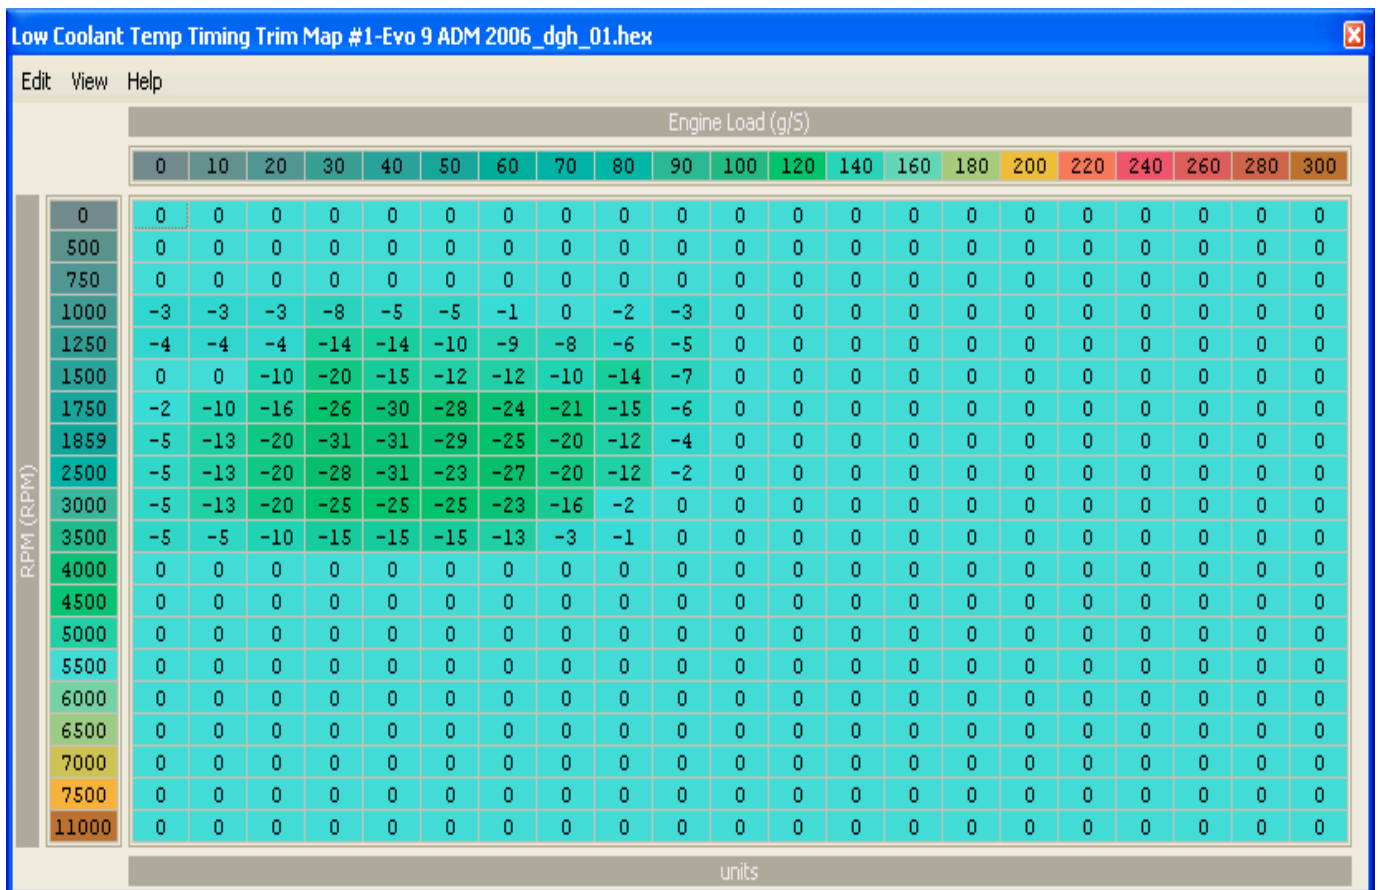 Low Coolant Temp Timing Trim Map #1-Evo 9 ADM 2006_dgh_01.hex
Edit View Help
Engine Load (g/S)
0 10 20 30 40 50 60 70 80 90 100 120 140 160 180 200 220 240 260 280 300
RPM (RPM)
0 0 0 0 0 0 0 0 0 0 0 0 0 0 0 0 0 0 0 0 0 0
500 0 0 0 0 0 0 0 0 0 0 0 0 0 0 0 0 0 0 0 0 0
750 0 0 0 0 0 0 0 0 0 0 0 0 0 0 0 0 0 0 0 0 0
1000 -3 -3 -3 -8 -5 -5 -1 0 -2 -3 0 0 0 0 0 0 0 0 0 0 0
1250 -4 -4 -4 -14 -14 -10 -9 -8 -6 -5 0 0 0 0 0 0 0 0 0 0 0
1500 0 0 -10 -20 -15 -12 -12 -10 -14 -7 0 0 0 0 0 0 0 0 0 0 0
1750 -2 -10 -16 -26 -30 -28 -24 -21 -15 -6 0 0 0 0 0 0 0 0 0 0 0
1859 -5 -13 -20 -31 -31 -29 -25 -20 -12 -4 0 0 0 0 0 0 0 0 0 0 0
2500 -5 -13 -20 -28 -31 -23 -27 -20 -12 -2 0 0 0 0 0 0 0 0 0 0 0
3000 -5 -13 -20 -25 -25 -25 -23 -16 -2 0 0 0 0 0 0 0 0 0 0 0 0
3500 -5 -5 -10 -15 -15 -15 -13 -3 -1 0 0 0 0 0 0 0 0 0 0 0 0
4000 0 0 0 0 0 0 0 0 0 0 0 0 0 0 0 0 0 0 0 0 0
4500 0 0 0 0 0 0 0 0 0 0 0 0 0 0 0 0 0 0 0 0 0
5000 0 0 0 0 0 0 0 0 0 0 0 0 0 0 0 0 0 0 0 0 0
5500 0 0 0 0 0 0 0 0 0 0 0 0 0 0 0 0 0 0 0 0 0
6000 0 0 0 0 0 0 0 0 0 0 0 0 0 0 0 0 0 0 0 0 0
6500 0 0 0 0 0 0 0 0 0 0 0 0 0 0 0 0 0 0 0 0 0
7000 0 0 0 0 0 0 0 0 0 0 0 0 0 0 0 0 0 0 0 0 0
7500 0 0 0 0 0 0 0 0 0 0 0 0 0 0 0 0 0 0 0 0 0
11000 0 0 0 0 0 0 0 0 0 0 0 0 0 0 0 0 0 0 0 0 0
units